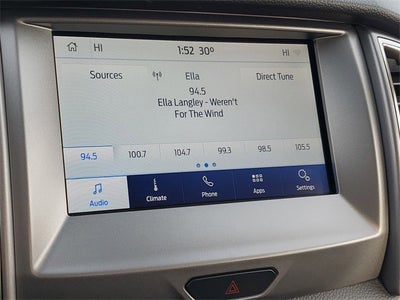 HI 1:52 30° HI
Sources Ella Direct Tune
94.5
Ella Langley - Weren't
For The Wind
94.5 100.7 104.7 99.3 98.5 105.5
Audio Climate Phone Apps Settings